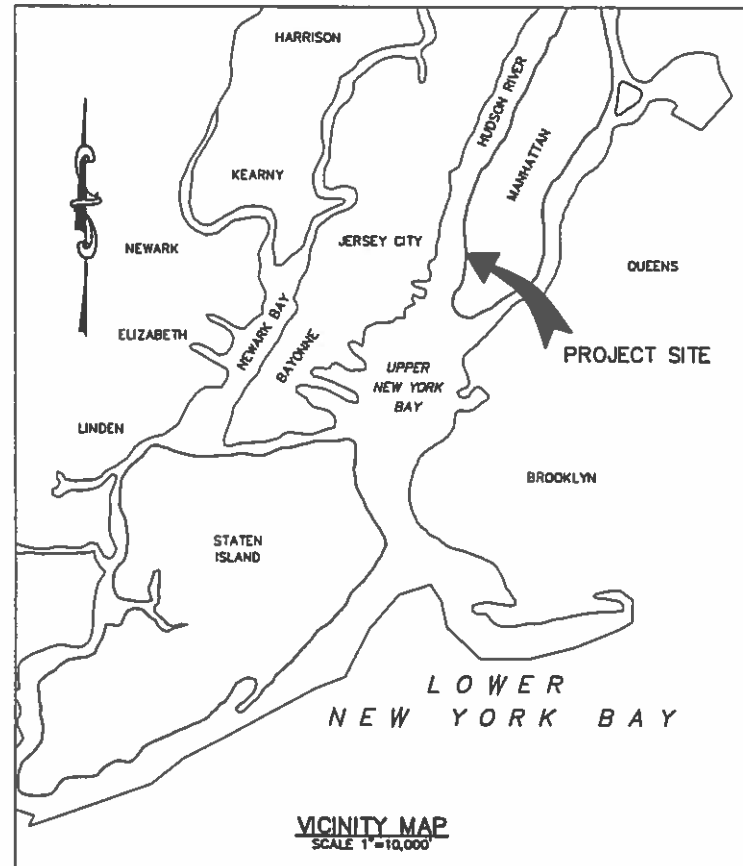 HARRISON
HUDSON RIVER
MANHATTAN
KEARNY
NEWARK
JERSEY CITY
QUEENS
ELIZABETH
NEWARK BAY
BAYONNE
PROJECT SITE
UPPER
NEW YORK
BAY
LINDEN
BROOKLYN
STATEN
ISLAND
LOWER
NEW YORK BAY
VICINITY MAP
SCALE 1"=10,000'